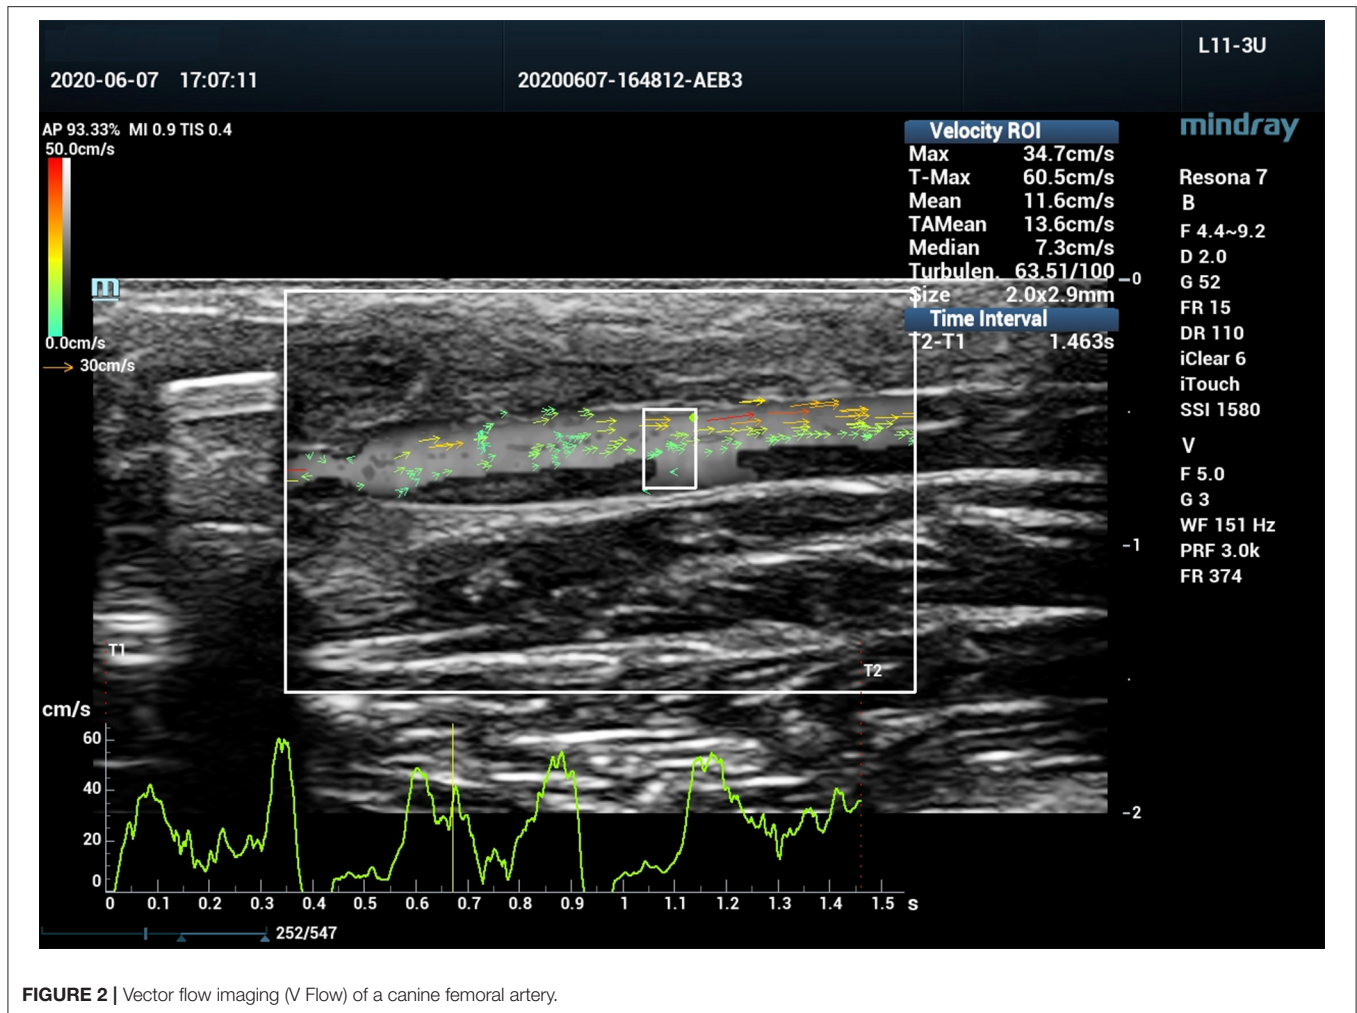 L11-3U
2020-06-07 17:07:11 20200607-164812-AEB3
mindray
AP 93.33% MI 0.9 TIS 0.4
50.0cm/s
0.0cm/s
30cm/s
m
Velocity ROI
Max 34.7cm/s
T-Max 60.5cm/s
Mean 11.6cm/s
TAMean 13.6cm/s
Median 7.3cm/s
Turbulen. 63.51/100
Size 2.0x2.9mm
Time Interval
T2-T1 1.463s
Resona 7
B
F 4.4~9.2
D 2.0
G 52
FR 15
DR 110
iClear 6
iTouch
SSI 1580
V
F 5.0
G 3
WF 151 Hz
PRF 3.0k
FR 374
0
1
2
T1
T2
cm/s
60
40
20
0
0 0.1 0.2 0.3 0.4 0.5 0.6 0.7 0.8 0.9 1 1.1 1.2 1.3 1.4 1.5 s
252/547
FIGURE 2 | Vector flow imaging (V Flow) of a canine femoral artery.